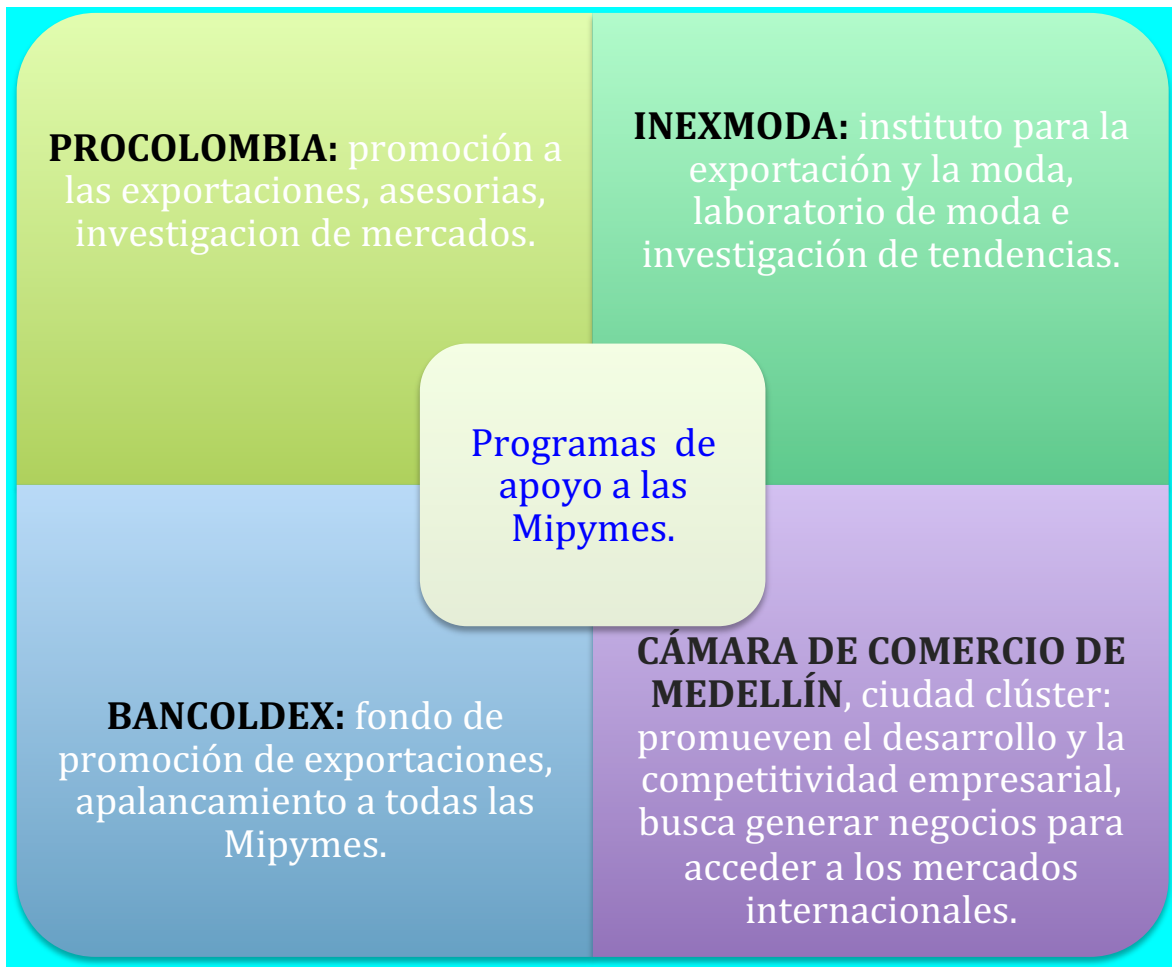 PROCOLOMBIA: promoción a
las exportaciones, asesorias,
investigacion de mercados.
INEXMODA: instituto para la
exportación y la moda,
laboratorio de moda e
investigación de tendencias.
Programas de
apoyo a las
Mipymes.
BANCOLDEX: fondo de
promoción de exportaciones,
apalancamiento a todas las
Mipymes.
CÁMARA DE COMERCIO DE
MEDELLÍN, ciudad clúster:
promueven el desarrollo y la
competitividad empresarial,
busca generar negocios para
acceder a los mercados
internacionales.